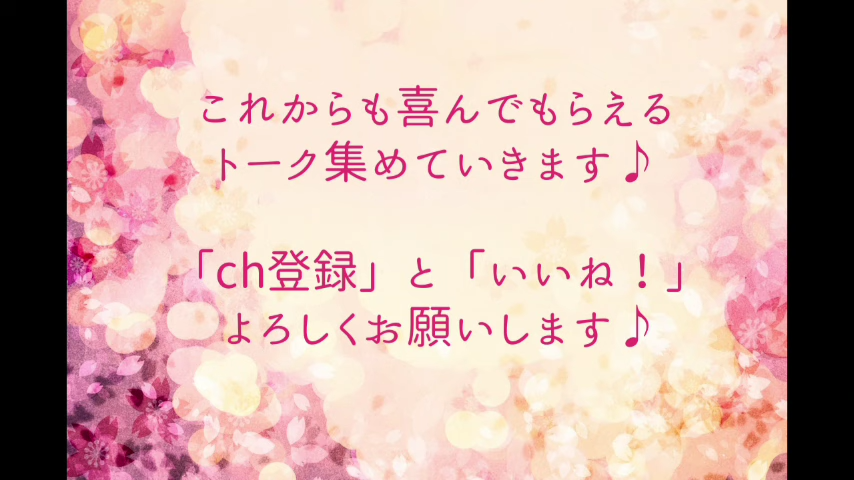 これからも喜んでもらえる
トーク集めていきます♪
「ch登録」と「いいね！」
よろしくお願いします♪